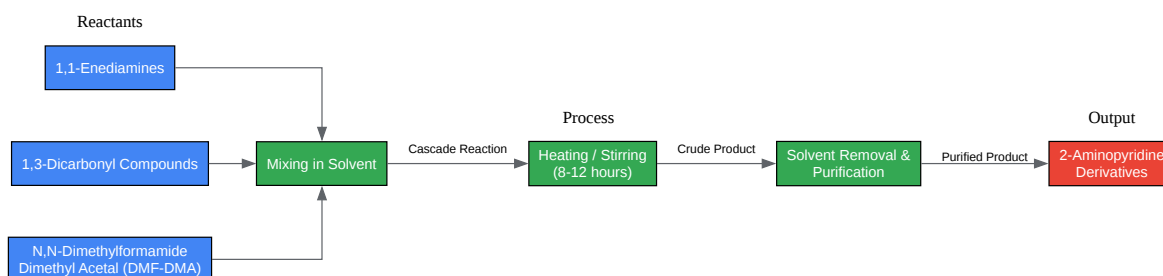 Reactants
1,1-Enediamines
Process
Output
1,3-Dicarbonyl Compounds
Mixing in Solvent
Cascade Reaction
Heating / Stirring
(8-12 hours)
Crude Product
Solvent Removal &
Purification
Purified Product
2-Aminopyridine
Derivatives
N,N-Dimethylformamide
Dimethyl Acetal (DMF-DMA)